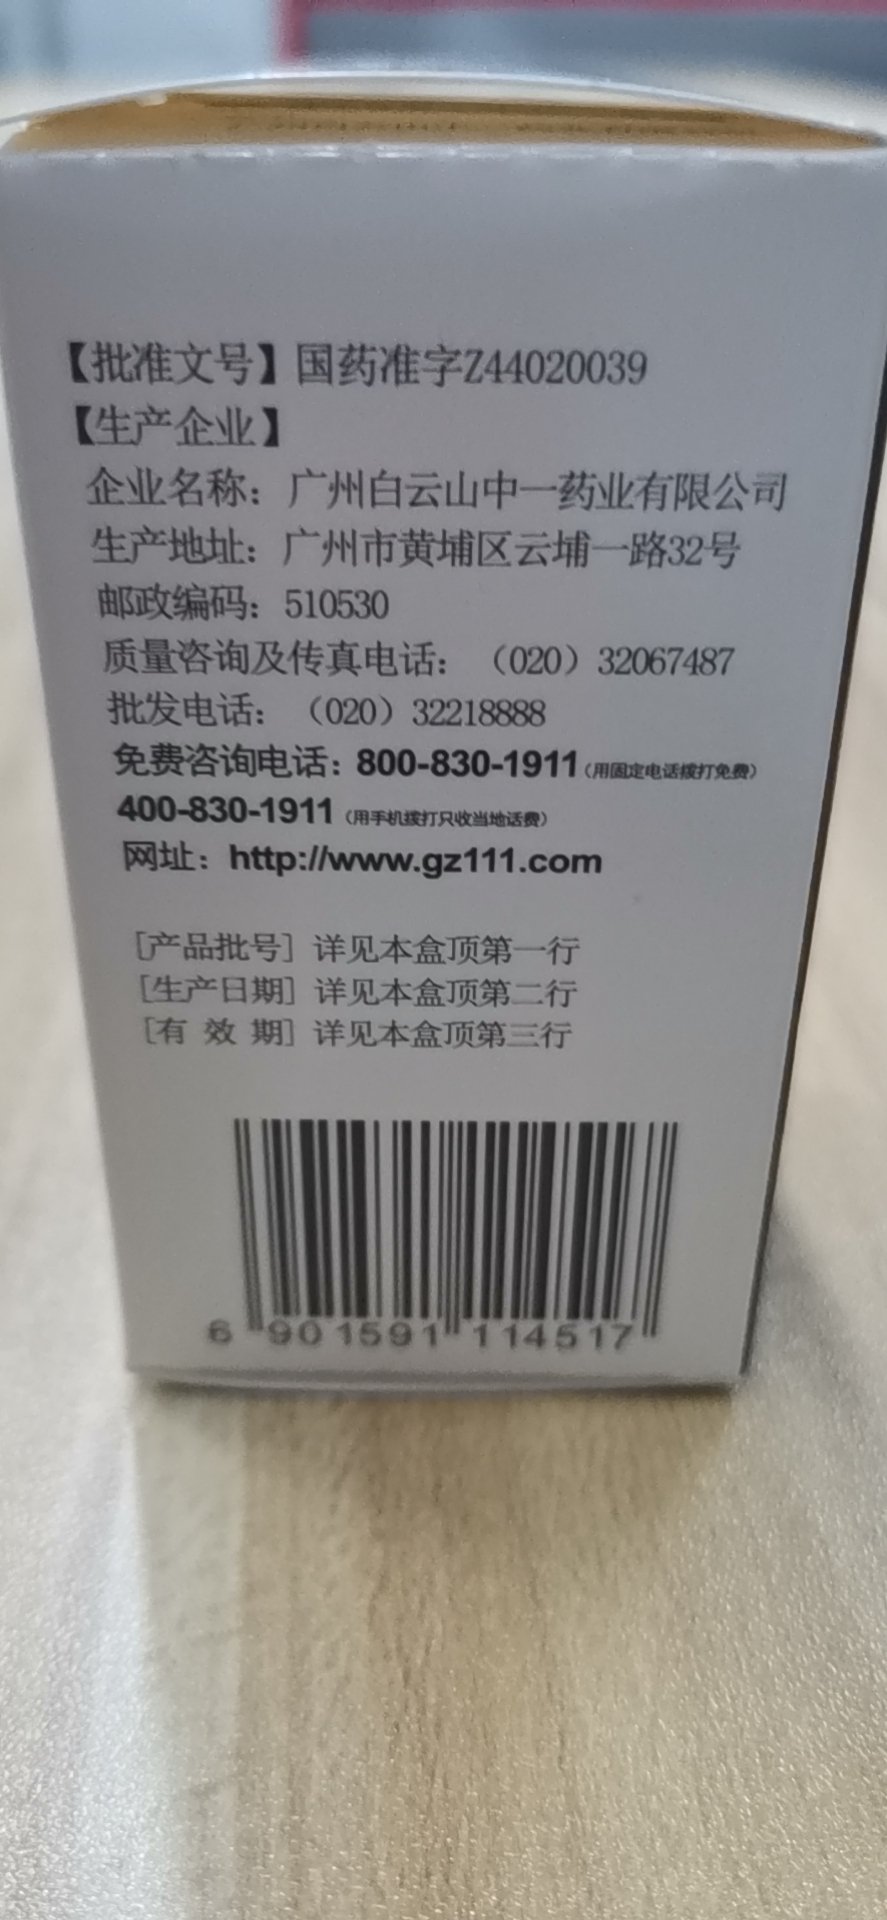 【批准文号】国药准字Z44020039
【生产企业】
企业名称：广州白云山中一药业有限公司
生产地址：广州市黄埔区云埔一路32号
邮政编码：510530
质量咨询及传真电话：（020）32067487
批发电话：（020）32218888
免费咨询电话：800-830-1911（用固定电话拨打免费）
400-830-1911（用手机拨打只收当地话费）
网址：http://www.gz111.com
[产品批号] 详见本盒顶第一行
[生产日期] 详见本盒顶第二行
[有 效 期] 详见本盒顶第三行
6 901591 114517